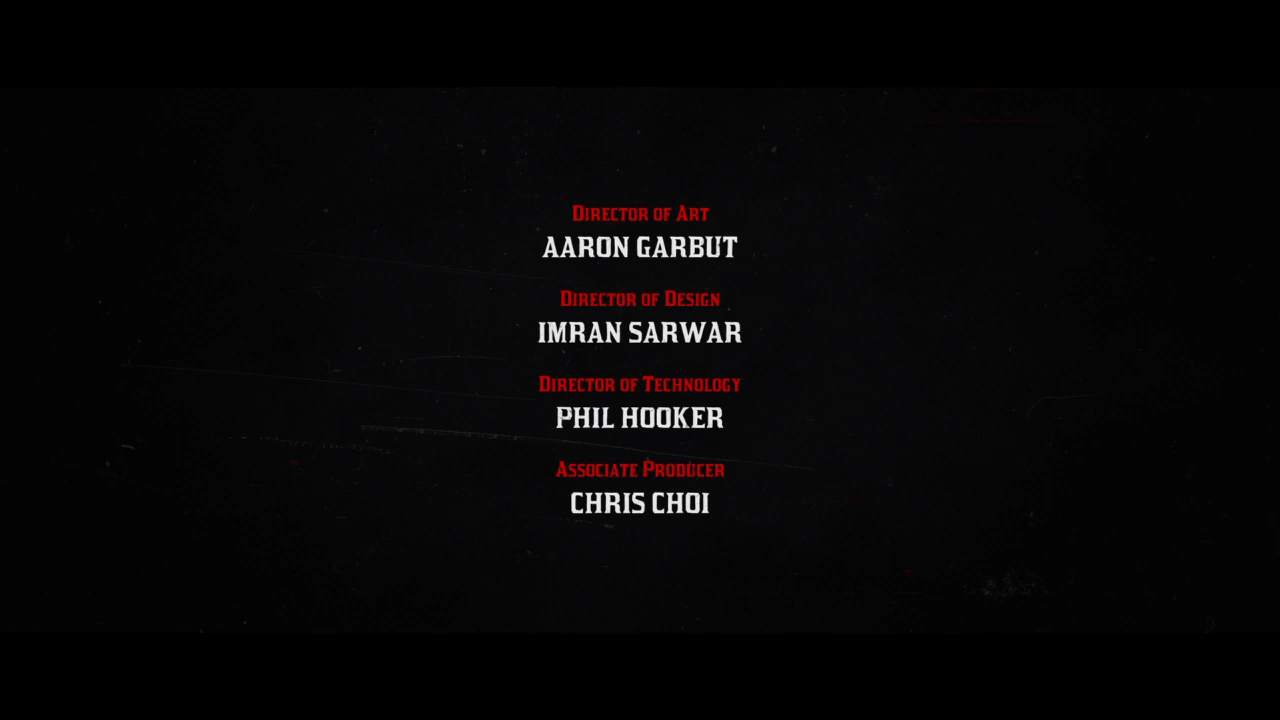 Director of Art
AARON GARBUT
Director of Design
IMRAN SARWAR
Director of Technology
PHIL HOOKER
Associate Producer
CHRIS CHOI